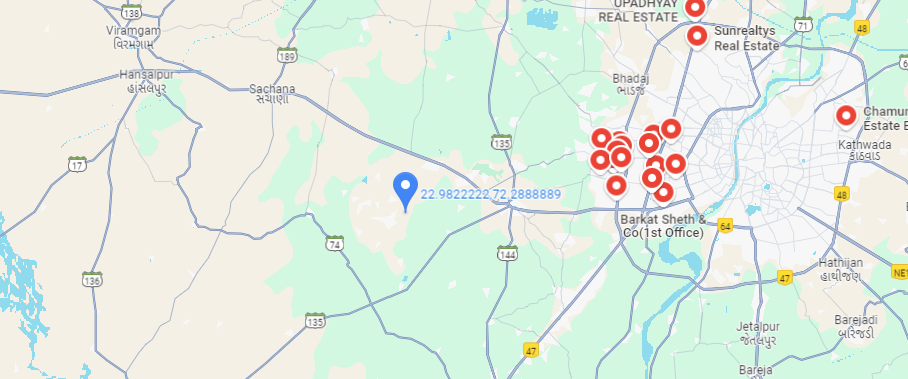 138
Viramgam
વિરમગામ
UPADHYAY
REAL ESTATE
71
48
Sunrealtys
Real Estate
189
Hansalpur
હાંસલપુર
Sachana
સચાણા
Bhadaj
ભાડજ
Chamun
Estate B
135
Kathwada
કઠવાડા
17
22.9822222,72.2888889
48
Barkat Sheth &
Co(1st Office)
64
74
144
136
Hathijan
હાથીજણ
47
NE1
135
Barejadi
બારેજડી
Jetalpur
જેતલપુર
47
Bareja